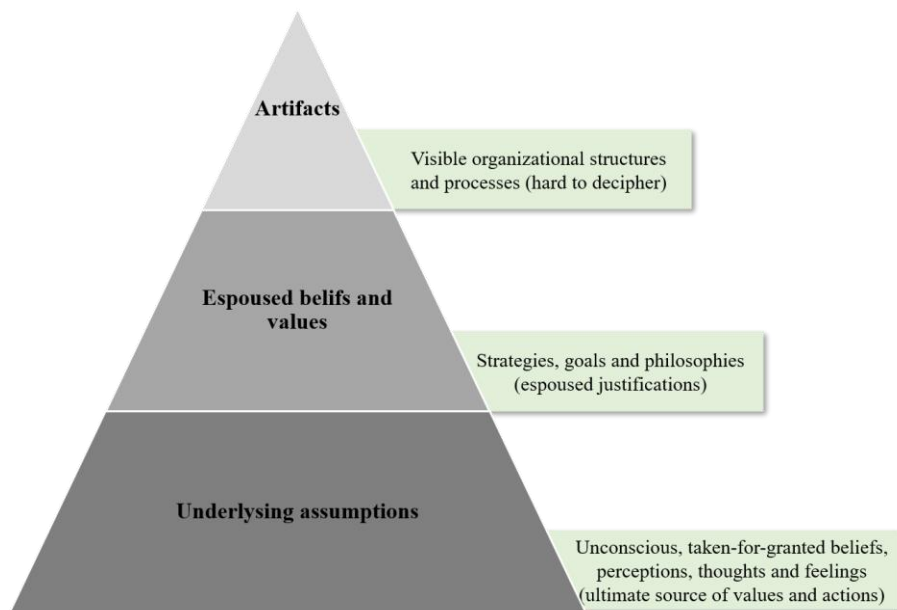 Artifacts
Visible organizational structures
and processes (hard to decipher)
Espoused belifs and
values
Strategies, goals and philosophies
(espoused justifications)
Underlysing assumptions
Unconscious, taken-for-granted beliefs,
perceptions, thoughts and feelings
(ultimate source of values and actions)